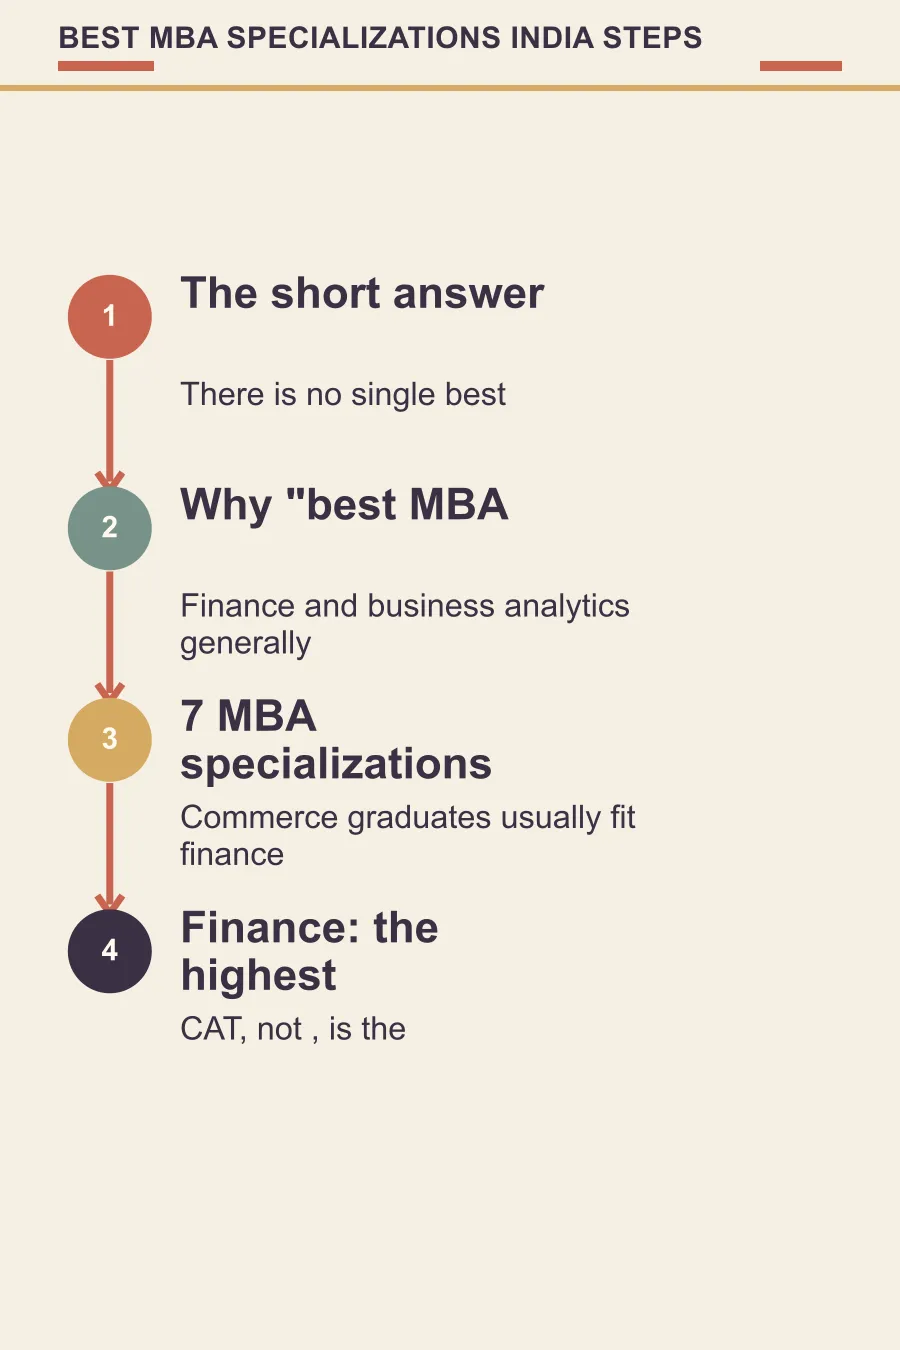 BEST MBA SPECIALIZATIONS INDIA STEPS
1
The short answer
There is no single best
2
Why "best MBA
Finance and business analytics
generally
3
7 MBA
specializations
Commerce graduates usually fit
finance
4
Finance: the
highest
CAT, not , is the